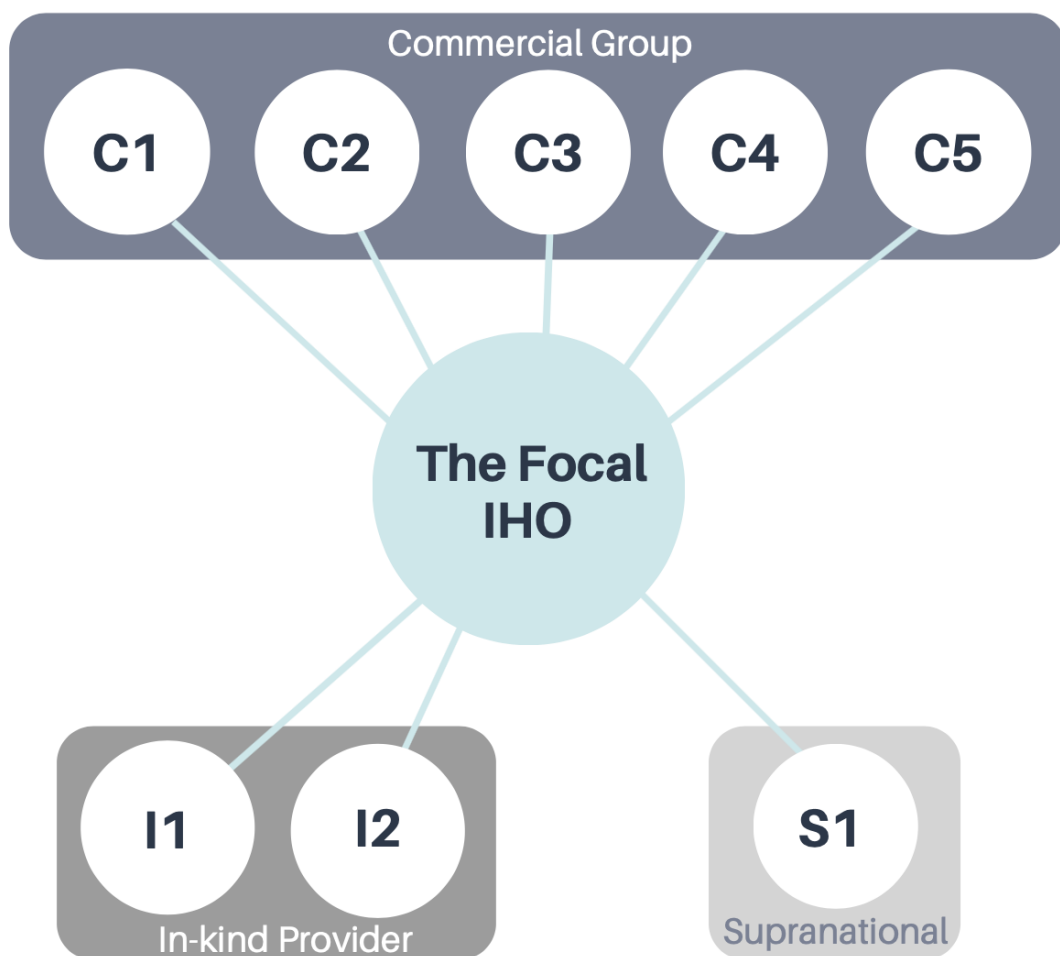 Commercial Group
C1
C2
C3
C4
C5
The Focal
IHO
I1
I2
S1
In-kind Provider
Supranational